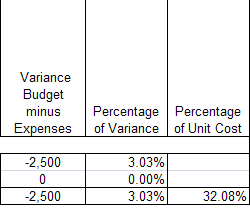 Variance
Budget
minus
Expenses
Percentage
of Variance
Percentage
of Unit Cost
-2,500 3.03%
0 0.00%
-2,500 3.03% 32.08%